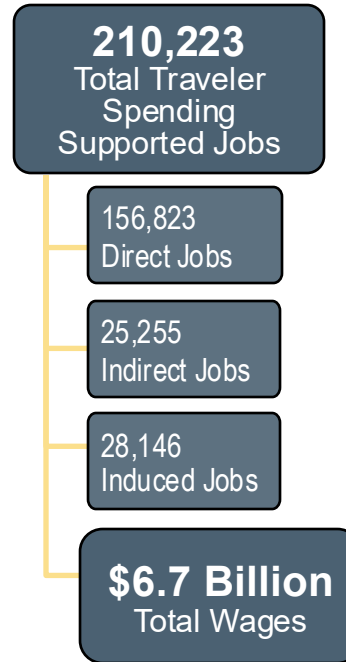 210,223
Total Traveler
Spending
Supported Jobs
156,823
Direct Jobs
25,255
Indirect Jobs
28,146
Induced Jobs
$6.7 Billion
Total Wages